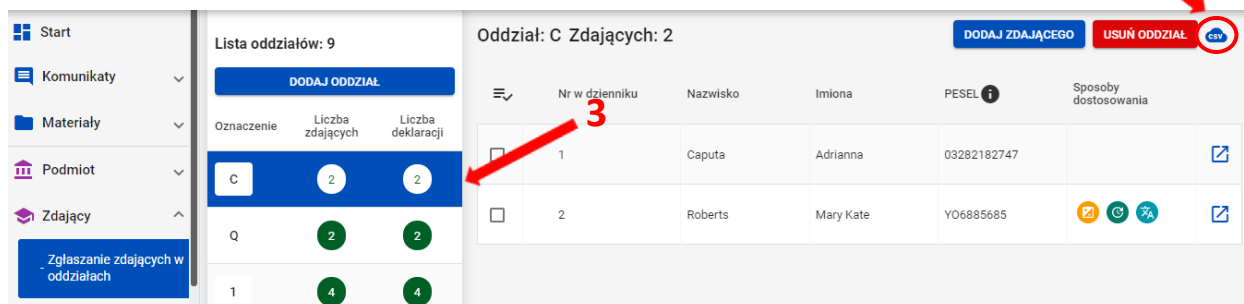 Start
Komunikaty
Materiały
Podmiot
Zdający
- Zgłaszanie zdających w
oddziałach
Lista oddziałów: 9
DODAJ ODDZIAŁ
Oznaczenie Liczba zdających Liczba deklaracji
C 2 2
Q 2 2
1 4 4
Oddział: C Zdających: 2
DODAJ ZDAJĄCEGO USUŃ ODDZIAŁ CSV
Nr w dzienniku Nazwisko Imiona PESEL i Sposoby dostosowania
3
1 Caputa Adrianna 03282182747
2 Roberts Mary Kate YO6885685